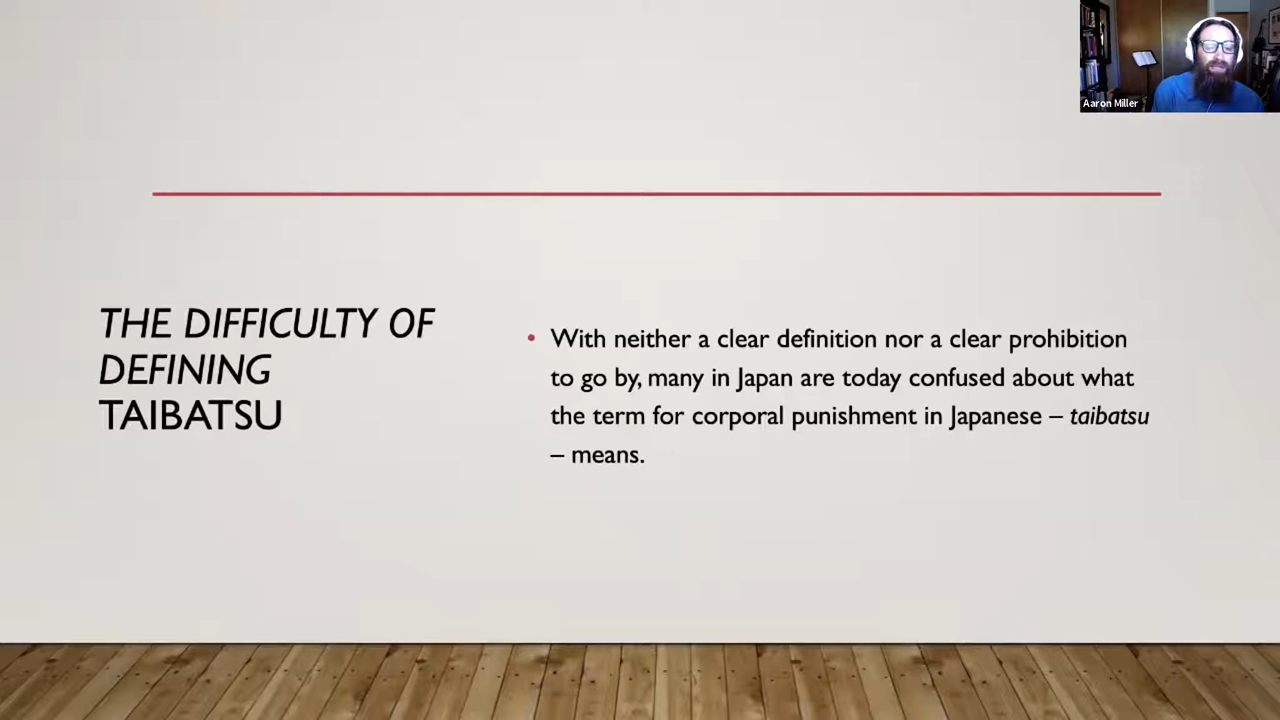 Aaron Miller
THE DIFFICULTY OF
DEFINING
TAIBATSU
• With neither a clear definition nor a clear prohibition
to go by, many in Japan are today confused about what
the term for corporal punishment in Japanese – taibatsu
– means.